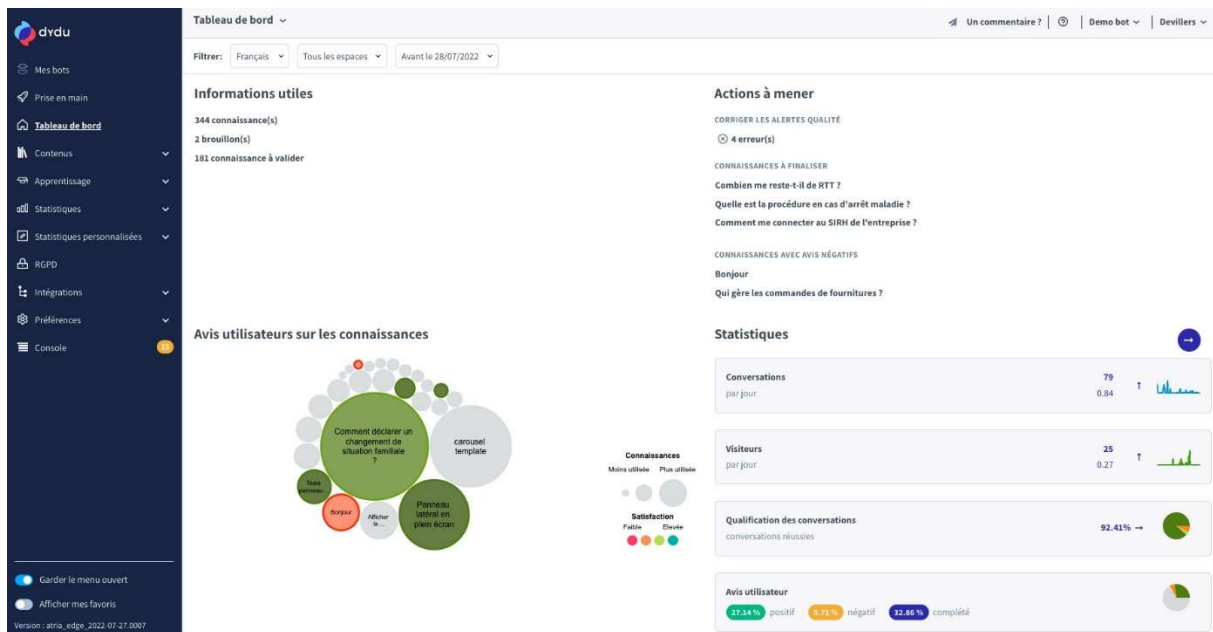 dydu
Mes bots
Prise en main
Tableau de bord
Contenus
Apprentissage
Statistiques
Statistiques personnalisées
RGPD
Intégrations
Préférences
Console
15
Garder le menu ouvert
Afficher mes favoris
Version : atria_edge_2022-07-27.0007
Tableau de bord
Un commentaire ?
Demo bot
Devillers
Filtrer: Français Tous les espaces Avant le 28/07/2022
Informations utiles
344 connaissance(s)
2 brouillon(s)
181 connaissance à valider
Actions à mener
CORRIGER LES ALERTES QUALITÉ
4 erreur(s)
CONNAISSANCES À FINALISER
Combien me reste-t-il de RTT ?
Quelle est la procédure en cas d'arrêt maladie ?
Comment me connecter au SIRH de l'entreprise ?
CONNAISSANCES AVEC AVIS NÉGATIFS
Bonjour
Qui gère les commandes de fournitures ?
Avis utilisateurs sur les connaissances
Comment déclarer un
changement de
situation familiale
?
carousel
template
panneau...
Bonjour
Afficher
le ...
Panneau
latéral en
plein écran
Connaissances
Moins utilisée Plus utilisée
Satisfaction
Faible Elevée
Statistiques
Conversations
par jour
79
0.84
Visiteurs
par jour
25
0.27
Qualification des conversations
conversations réussies
92.41%
Avis utilisateur
27.14 % positif 5.71 % négatif 32.86 % complété